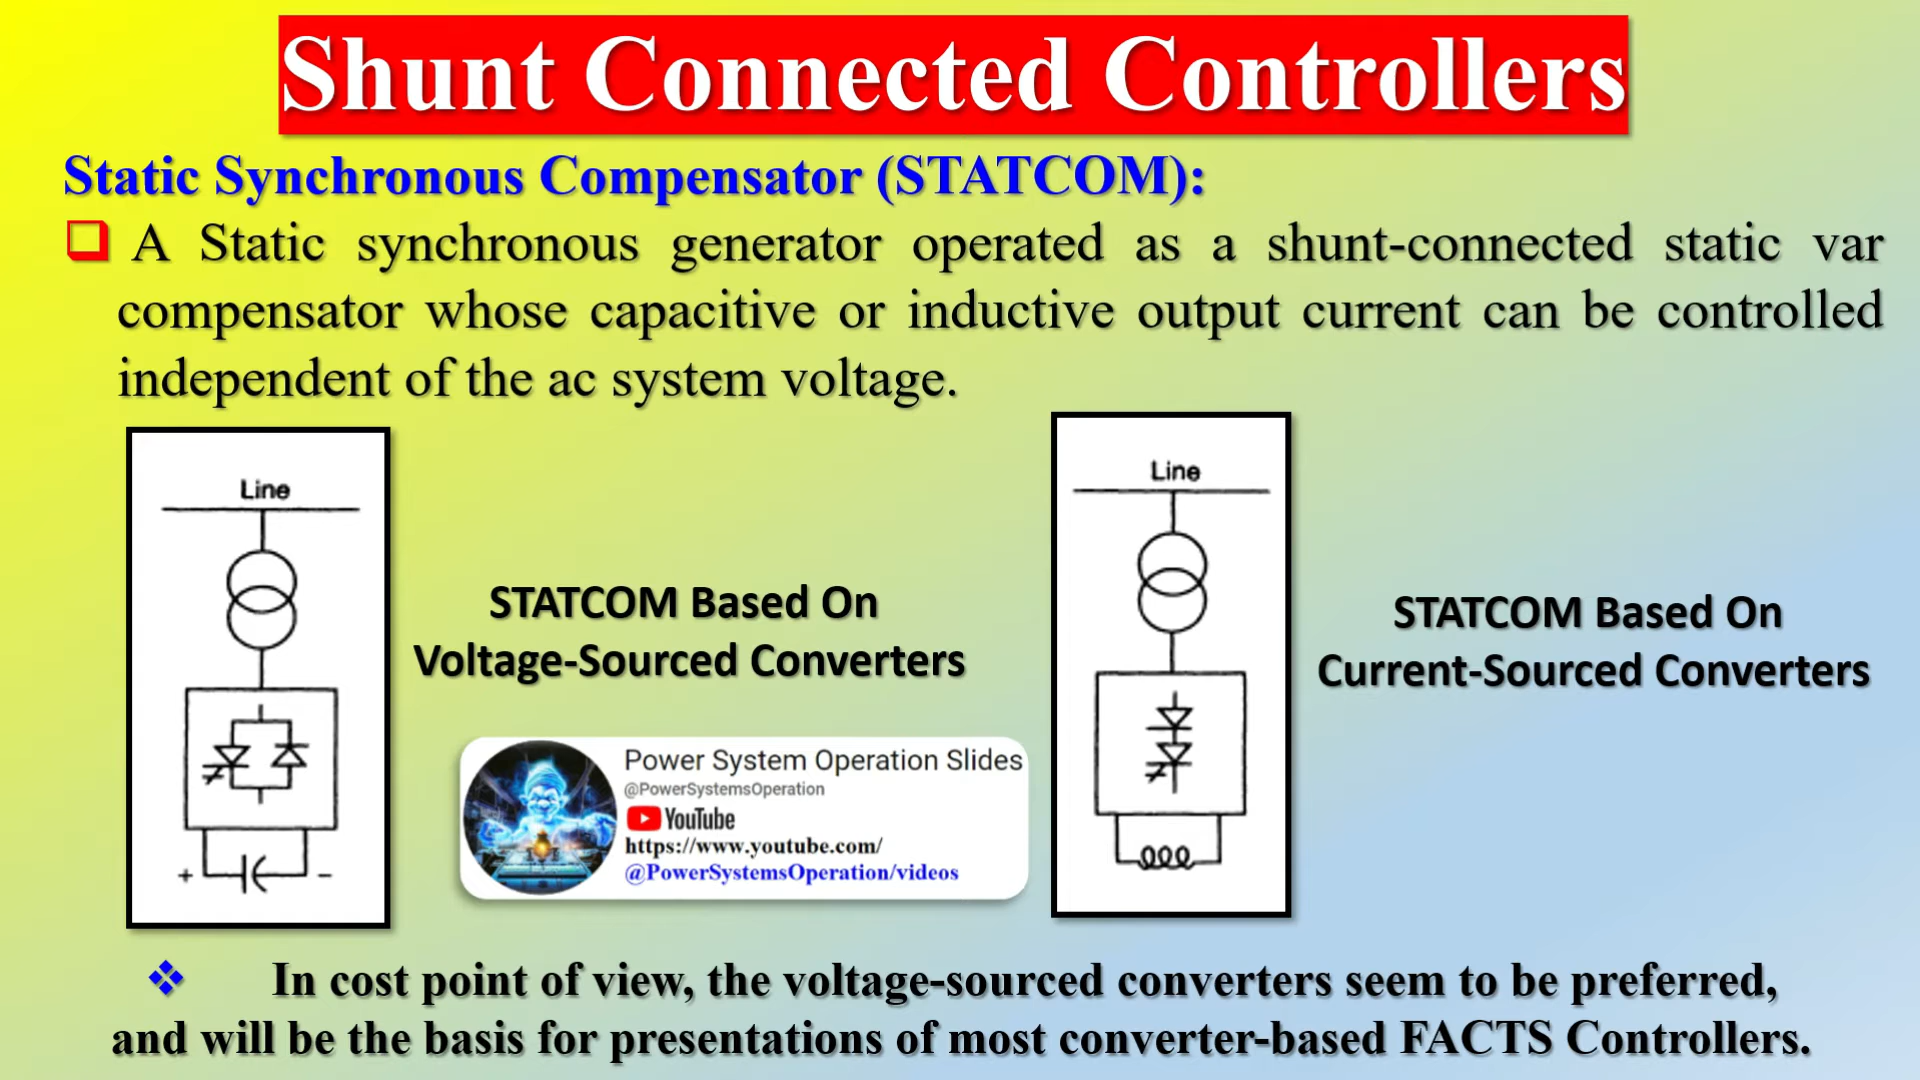 Shunt Connected Controllers
Static Synchronous Compensator (STATCOM):
A Static synchronous generator operated as a shunt-connected static var
compensator whose capacitive or inductive output current can be controlled
independent of the ac system voltage.
Line
STATCOM Based On
Voltage-Sourced Converters
+ -
Power System Operation Slides
@PowerSystemsOperation
YouTube
https://www.youtube.com/
@PowerSystemsOperation/videos
Line
STATCOM Based On
Current-Sourced Converters
In cost point of view, the voltage-sourced converters seem to be preferred,
and will be the basis for presentations of most converter-based FACTS Controllers.